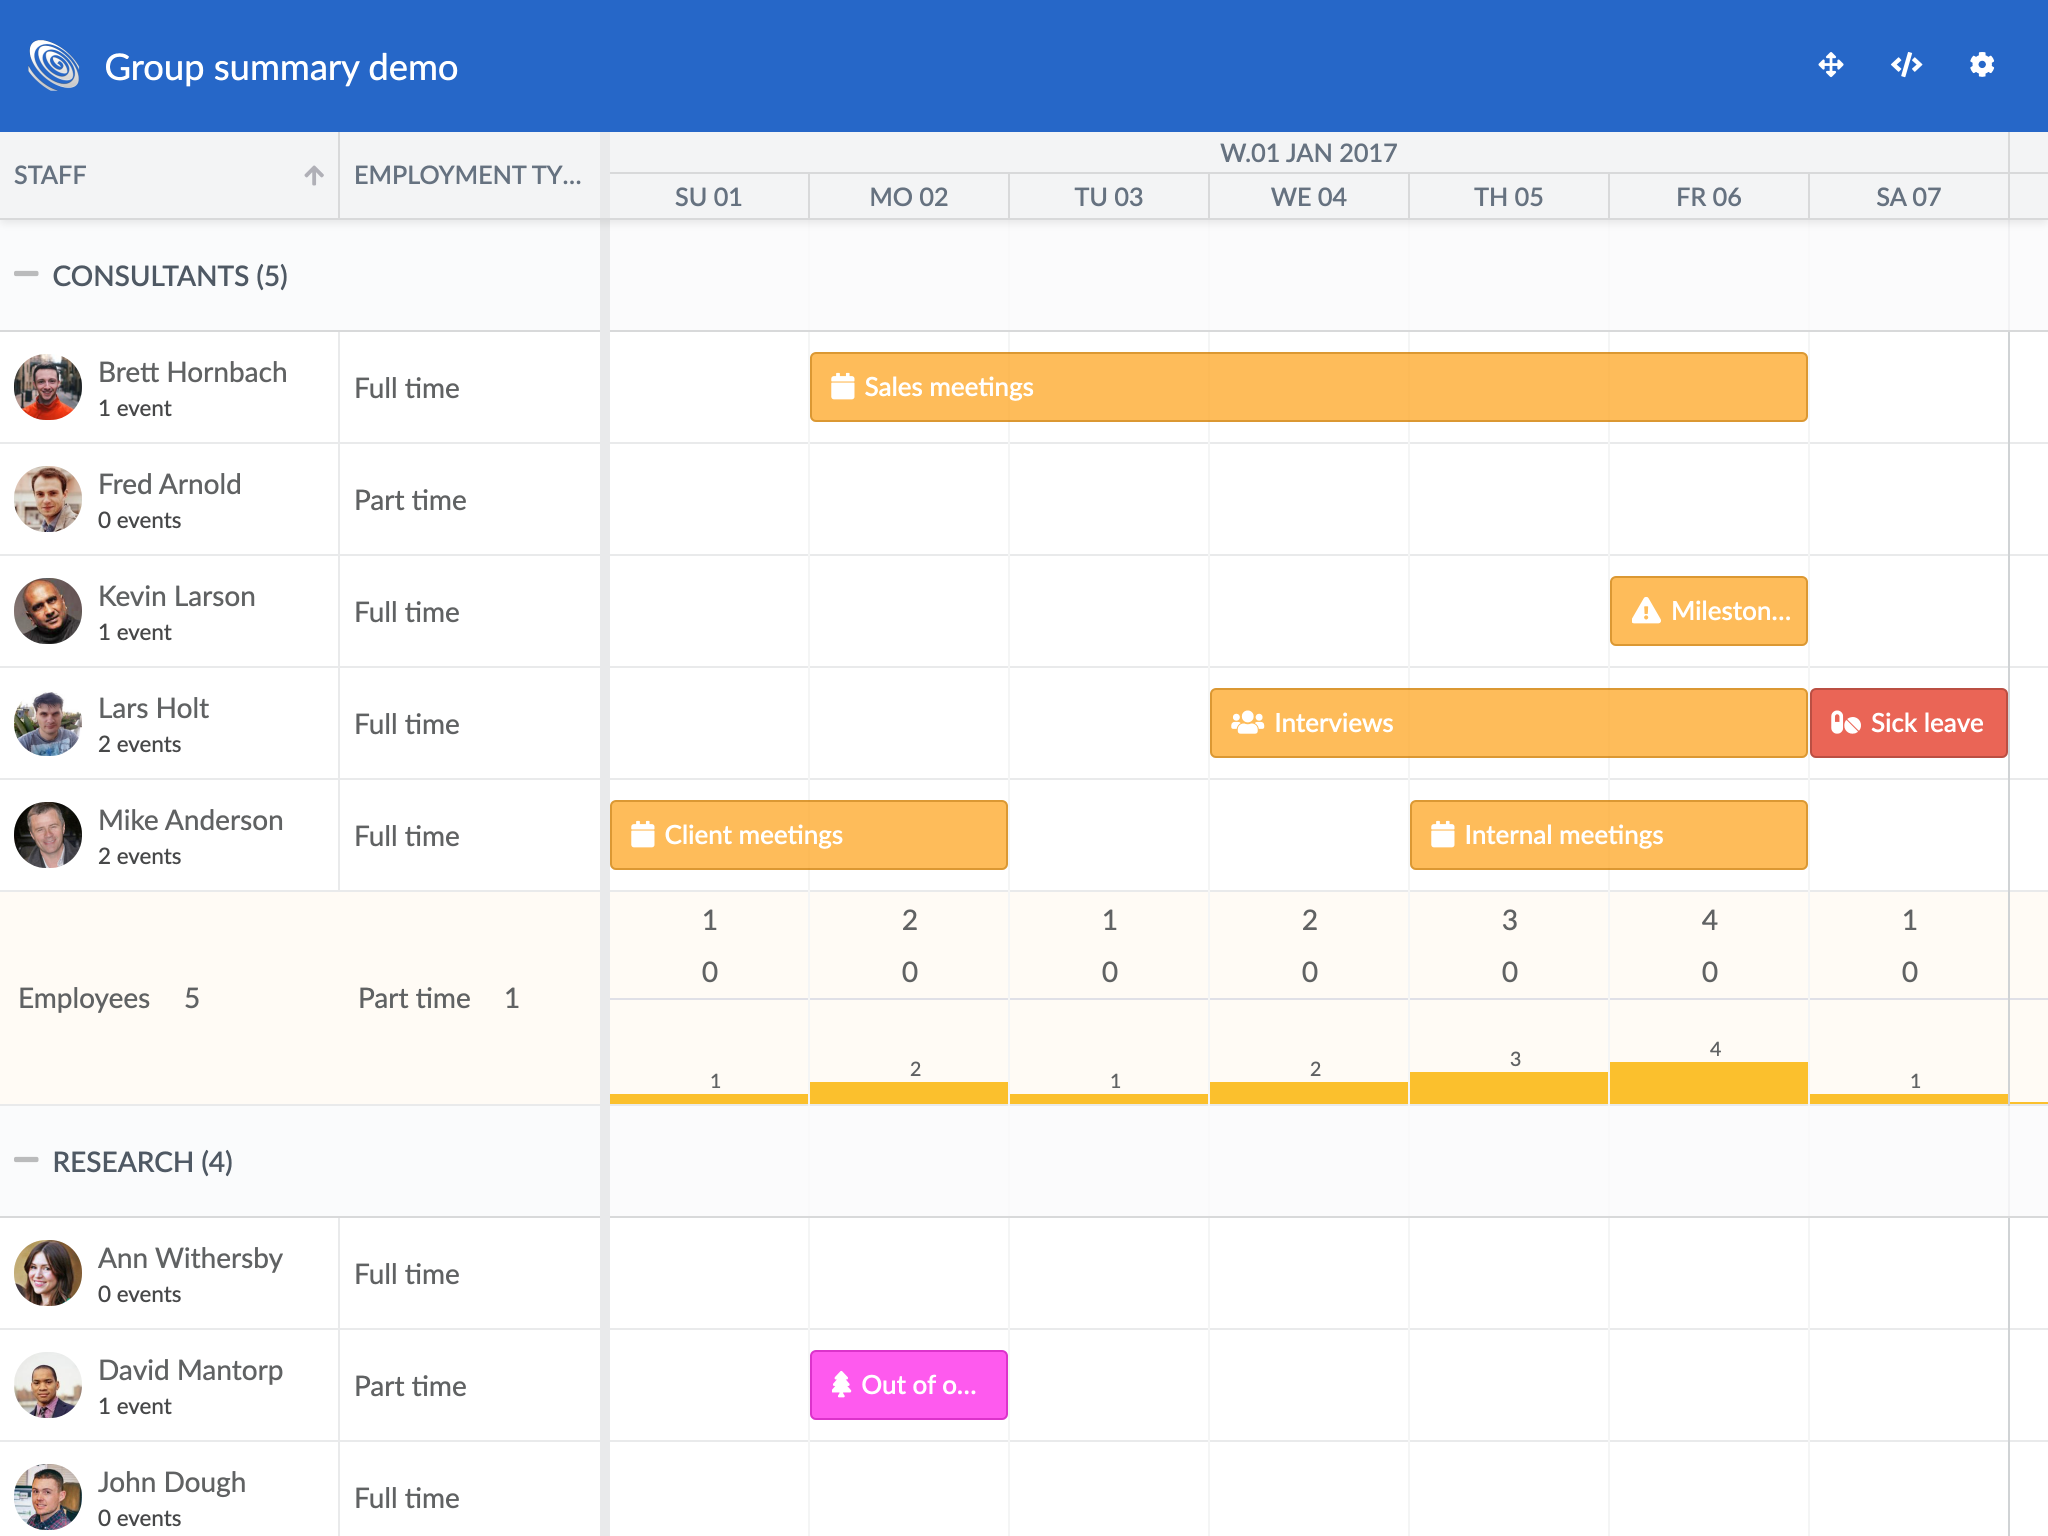 Group summary demo
STAFF
EMPLOYMENT TY...
W.01 JAN 2017
SU 01
MO 02
TU 03
WE 04
TH 05
FR 06
SA 07
CONSULTANTS (5)
Brett Hornbach
1 event
Full time
Sales meetings
Fred Arnold
0 events
Part time
Kevin Larson
1 event
Full time
Mileston...
Lars Holt
2 events
Full time
Interviews
Sick leave
Mike Anderson
2 events
Full time
Client meetings
Internal meetings
Employees 5
Part time 1
1 2 1 2 3 4 1
0 0 0 0 0 0 0
1 2 1 2 3 4 1
RESEARCH (4)
Ann Withersby
0 events
Full time
David Mantorp
1 event
Part time
Out of o...
John Dough
0 events
Full time